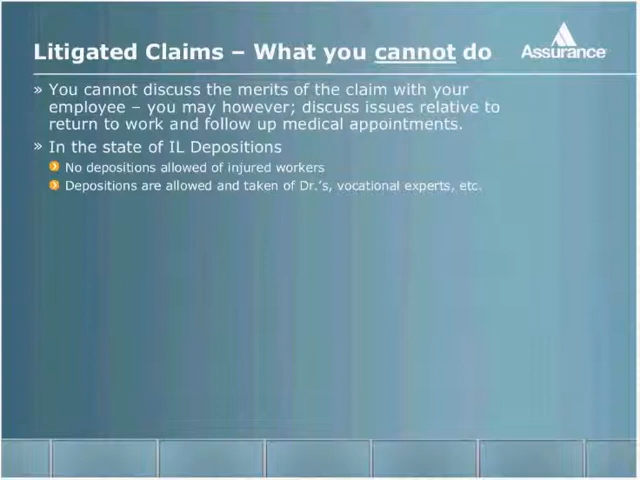 Litigated Claims – What you cannot do
Assurance
» You cannot discuss the merits of the claim with your
employee – you may however; discuss issues relative to
return to work and follow up medical appointments.
» In the state of IL Depositions
No depositions allowed of injured workers
Depositions are allowed and taken of Dr.'s, vocational experts, etc.